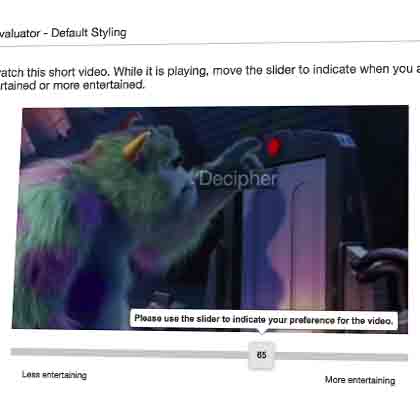 valuator - Default Styling
atch this short video. While it is playing, move the slider to indicate when you a
rtained or more entertained.
Decipher
Please use the slider to indicate your preference for the video.
65
Less entertaining
More entertaining